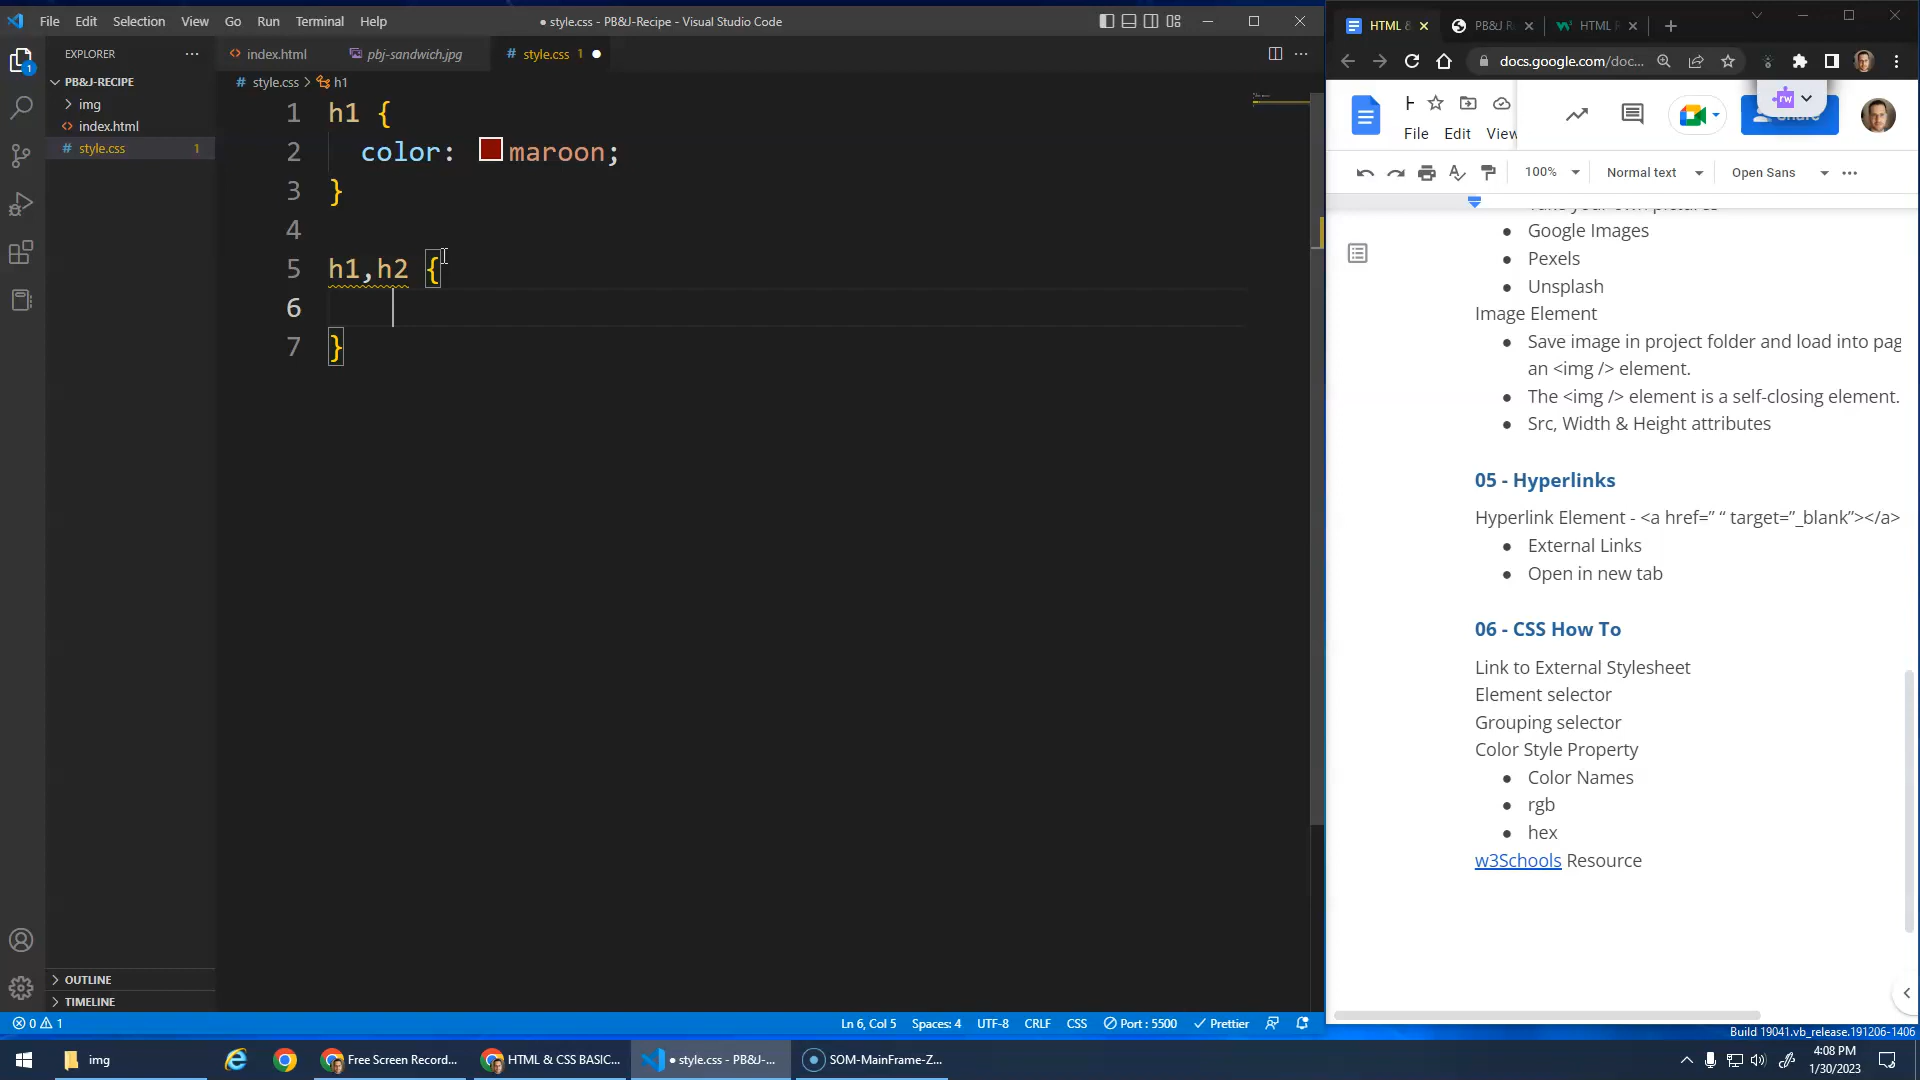 File Edit Selection View Go Run Terminal Help
● style.css - PB&J-Recipe - Visual Studio Code
EXPLORER
PB&J-RECIPE
img
index.html
style.css 1
index.html
pbj-sandwich.jpg
style.css 1
style.css > h1
1 h1 {
2 color: maroon;
3 }
4
5 h1,h2 {
6
7 }
OUTLINE
TIMELINE
0 1
Ln 6, Col 5 Spaces: 4 UTF-8 CRLF CSS Port : 5500 Prettier
HTML &
PB&J R
HTML R
docs.google.com/doc...
rw
File Edit View
100% Normal text Open Sans
Google Images
Pexels
Unsplash
Image Element
Save image in project folder and load into pag
an <img /> element.
The <img /> element is a self-closing element.
Src, Width & Height attributes
05 - Hyperlinks
Hyperlink Element - <a href=” “ target=”_blank”></a>
External Links
Open in new tab
06 - CSS How To
Link to External Stylesheet
Element selector
Grouping selector
Color Style Property
Color Names
rgb
hex
w3Schools Resource
Build 19041.vb_release.191206-1406
img
Free Screen Record...
HTML & CSS BASIC...
● style.css - PB&J-...
SOM-MainFrame-Z...
4:08 PM
1/30/2023